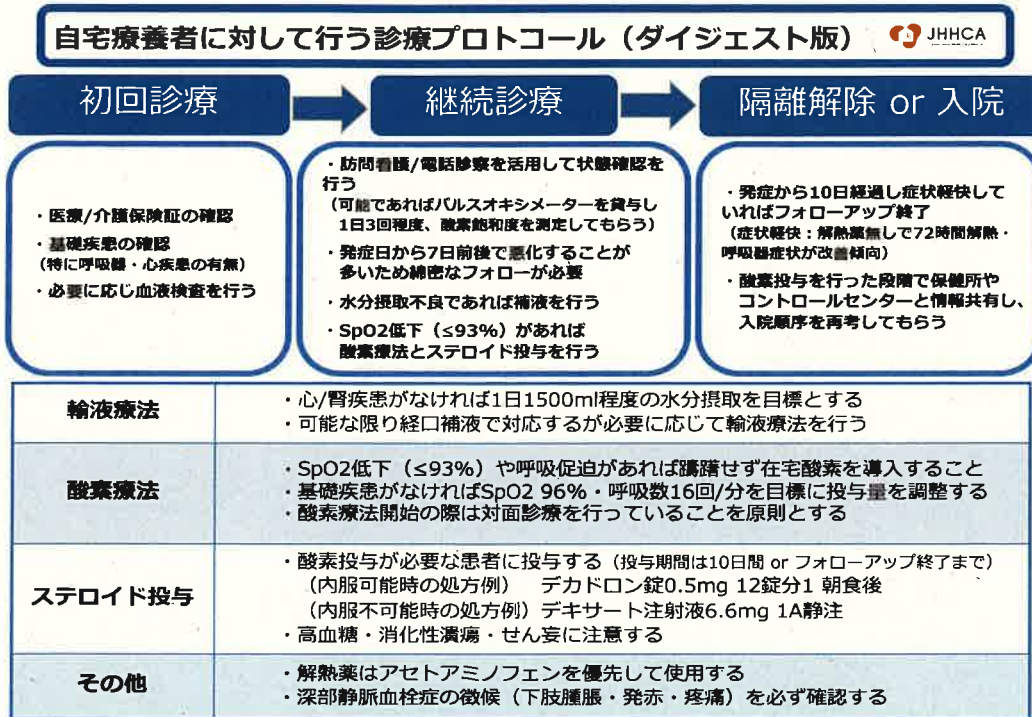 自宅療養者に対して行う診療プロトコール（ダイジェスト版）
JHHCA
初回診療
継続診療
隔離解除 or 入院
・医療/介護保険証の確認
・基礎疾患の確認
（特に呼吸器・心疾患の有無）
・必要に応じ血液検査を行う
・訪問看護/電話診察を活用して状態確認を
行う
（可能であればパルスオキシメーターを貸与し
1日3回程度、酸素飽和度を測定してもらう）
・発症日から7日前後で悪化することが
多いため綿密なフォローが必要
・水分摂取不良であれば補液を行う
・SpO2低下（≤93%）があれば
酸素療法とステロイド投与を行う
・発症から10日経過し症状軽快して
いればフォローアップ終了
（症状軽快：解熱薬無しで72時間解熱・
呼吸器症状が改善傾向）
・酸素投与を行った段階で保健所や
コントロールセンターと情報共有し、
入院順序を再考してもらう
輸液療法
・心/腎疾患がなければ1日1500ml程度の水分摂取を目標とする
・可能な限り経口補液で対応するが必要に応じて輸液療法を行う
酸素療法
・SpO2低下（≤93%）や呼吸促迫があれば躊躇せず在宅酸素を導入すること
・基礎疾患がなければSpO2 96%・呼吸数16回/分を目標に投与量を調整する
・酸素療法開始の際は対面診療を行っていることを原則とする
ステロイド投与
・酸素投与が必要な患者に投与する（投与期間は10日間 or フォローアップ終了まで）
（内服可能時の処方例）　デカドロン錠0.5mg 12錠分1 朝食後
（内服不可能時の処方例）デキサート注射液6.6mg 1A静注
・高血糖・消化性潰瘍・せん妄に注意する
その他
・解熱薬はアセトアミノフェンを優先して使用する
・深部静脈血栓症の徴候（下肢腫脹・発赤・疼痛）を必ず確認する